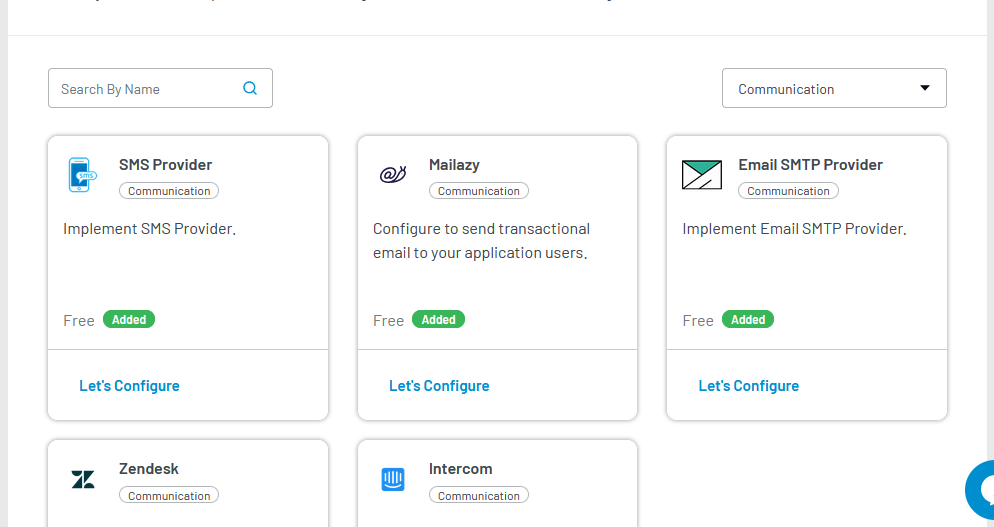 Search By Name
Communication
SMS Provider
Communication
Implement SMS Provider.
Free Added
Let's Configure
Mailazy
Communication
Configure to send transactional
email to your application users.
Free Added
Let's Configure
Email SMTP Provider
Communication
Implement Email SMTP Provider.
Free Added
Let's Configure
Zendesk
Communication
Intercom
Communication